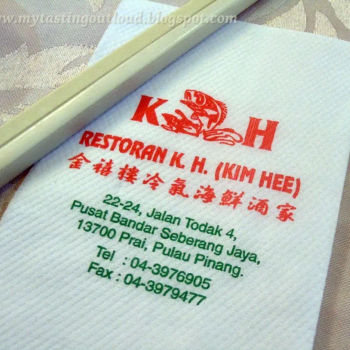 www.mytastingoutloud.blogspot.com
K H
RESTORAN K. H. (KIM HEE)
金禧楼冷氣海鮮酒家
22-24, Jalan Todak 4,
Pusat Bandar Seberang Jaya,
13700 Prai, Pulau Pinang.
Tel : 04-3976905
Fax : 04-3979477